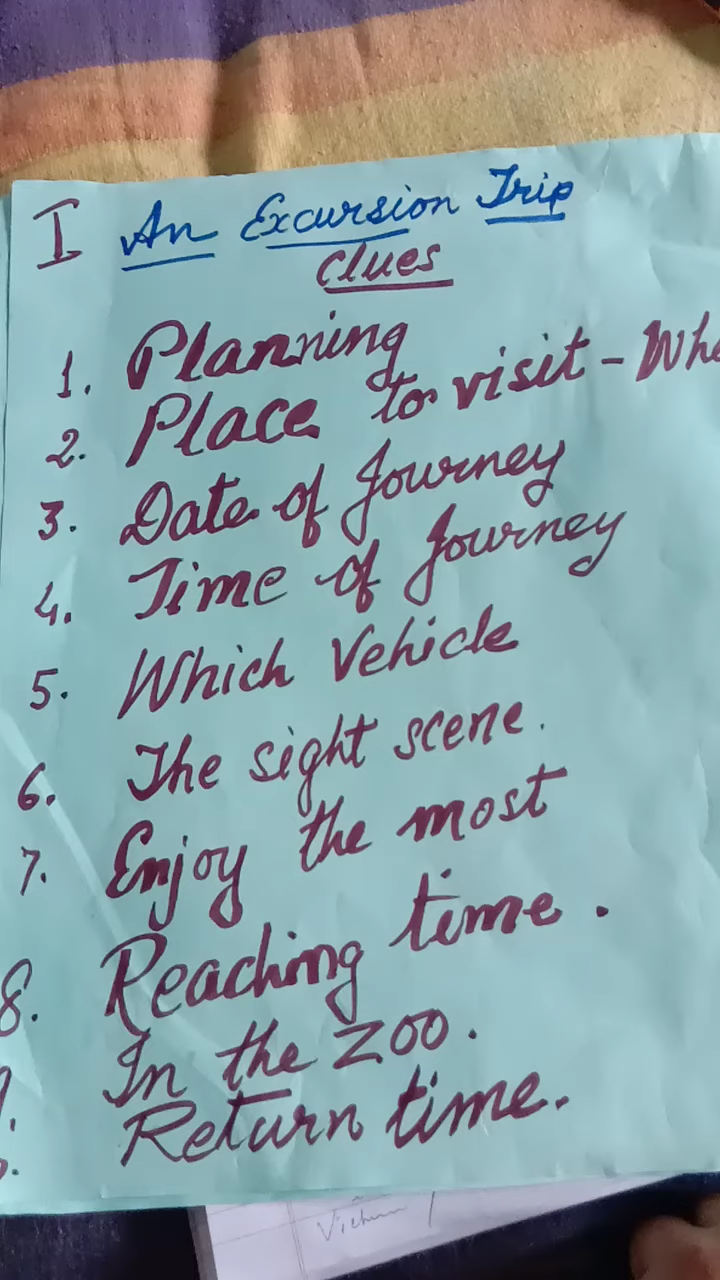 I An Excursion Trip
Clues
1. Planning
2. Place to visit -
3. Date of Journey
4. Time of Journey
5. Which Vehicle
6. The sight scene.
7. Enjoy the most
8. Reaching time.
In the zoo.
Return time.